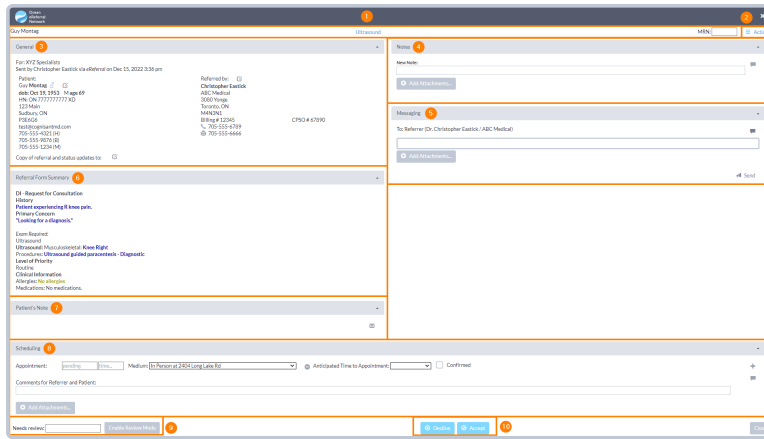 Ocean
eReferral
Network
1
2
Guy Montag
Ultrasound
MRN:
General 3
For: XYZ Specialists
Sent by Christopher Eastick via eReferral on Dec 15, 2022 3:36 pm
Patient:
Guy Montag
dob: Oct 19, 1953 M age 69
HN: ON 7777777777 XD
123 Main
Sudbury, ON
P3E6G6
test@cognisantmd.com
705-555-4321 (H)
705-555-9876 (B)
705-555-1234 (M)
Referred by:
Christopher Eastick
ABC Medical
3080 Yonge
Toronto, ON
M4N3N1
Billing # 12345
CPSO # 67890
705-555-6789
705-555-6666
Copy of referral and status updates to:
Notes 4
New Note:
Add Attachments...
Messaging 5
To: Referrer (Dr. Christopher Eastick / ABC Medical)
Add Attachments...
Send
Referral Form Summary 6
DI - Request for Consultation
History
Patient experiencing R knee pain.
Primary Concern
"Looking for a diagnosis."
Exam Required
Ultrasound
Ultrasound: Musculoskeletal: Knee Right
Procedures: Ultrasound guided paracentesis - Diagnostic
Level of Priority
Routine
Clinical Information
Allergies: No allergies
Medications: No medications.
Patient's Note 7
Scheduling 8
Appointment: pending time... Medium: In Person at 2404 Long Lake Rd Anticipated Time to Appointment: Confirmed
Comments for Referrer and Patient:
Add Attachments...
Needs review: Enable Review Mode 9
Decline Accept 10